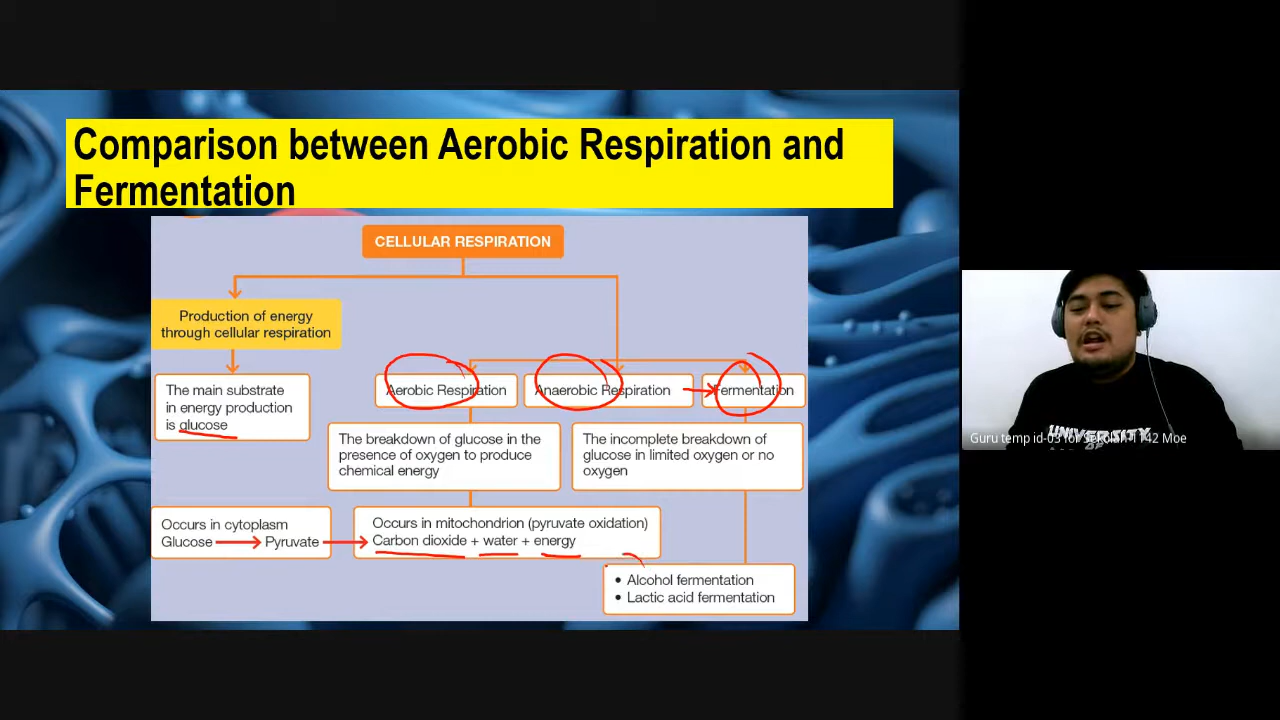 Comparison between Aerobic Respiration and
Fermentation
CELLULAR RESPIRATION
Production of energy
through cellular respiration
The main substrate
in energy production
is glucose
Aerobic Respiration
Anaerobic Respiration
Fermentation
The breakdown of glucose in the
presence of oxygen to produce
chemical energy
The incomplete breakdown of
glucose in limited oxygen or no
oxygen
Occurs in cytoplasm
Glucose → Pyruvate
Occurs in mitochondrion (pyruvate oxidation)
Carbon dioxide + water + energy
• Alcohol fermentation
• Lactic acid fermentation
UNIVERSITY
OF
Guru temp id-03 for Sekolah-1142 Moe